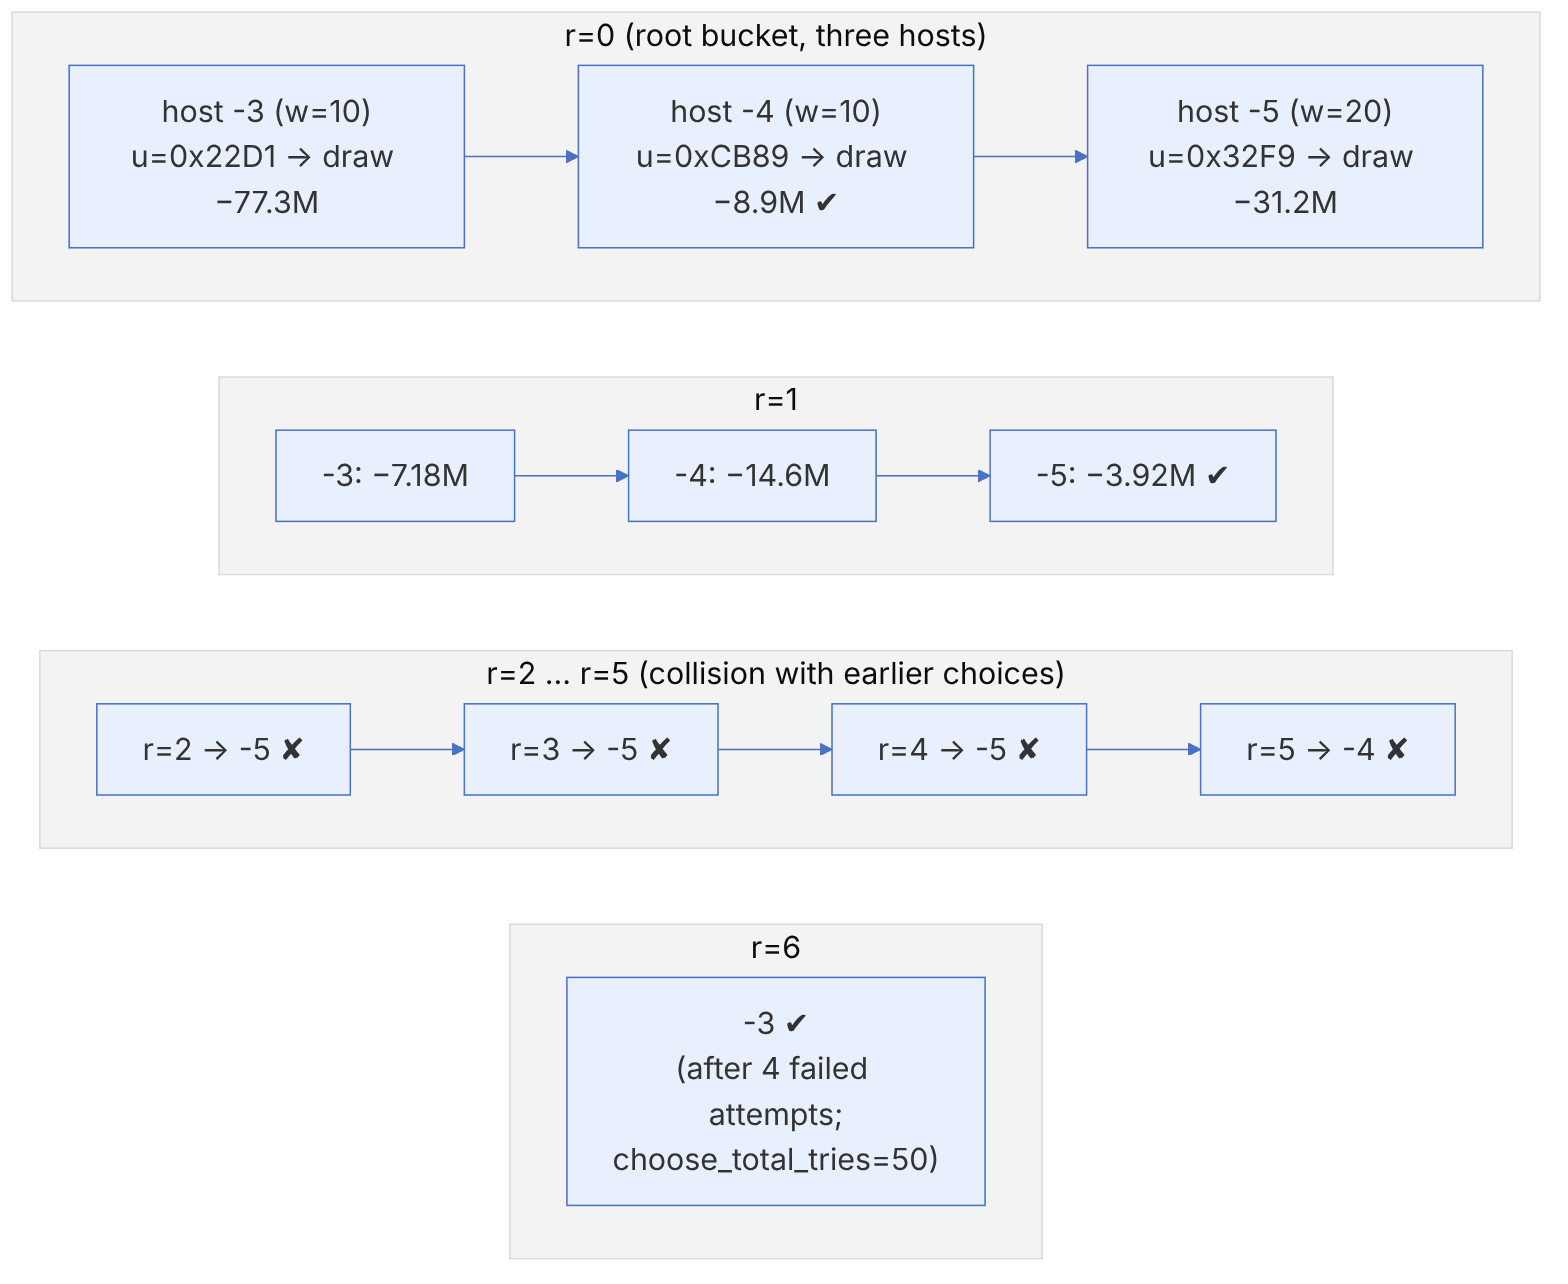 r=0 (root bucket, three hosts)
host -3 (w=10)
u=0x22D1 → draw
−77.3M
host -4 (w=10)
u=0xCB89 → draw
−8.9M ✔
host -5 (w=20)
u=0x32F9 → draw
−31.2M
r=1
-3: −7.18M
-4: −14.6M
-5: −3.92M ✔
r=2 … r=5 (collision with earlier choices)
r=2 → -5 ✘
r=3 → -5 ✘
r=4 → -5 ✘
r=5 → -4 ✘
r=6
-3 ✔
(after 4 failed
attempts;
choose_total_tries=50)